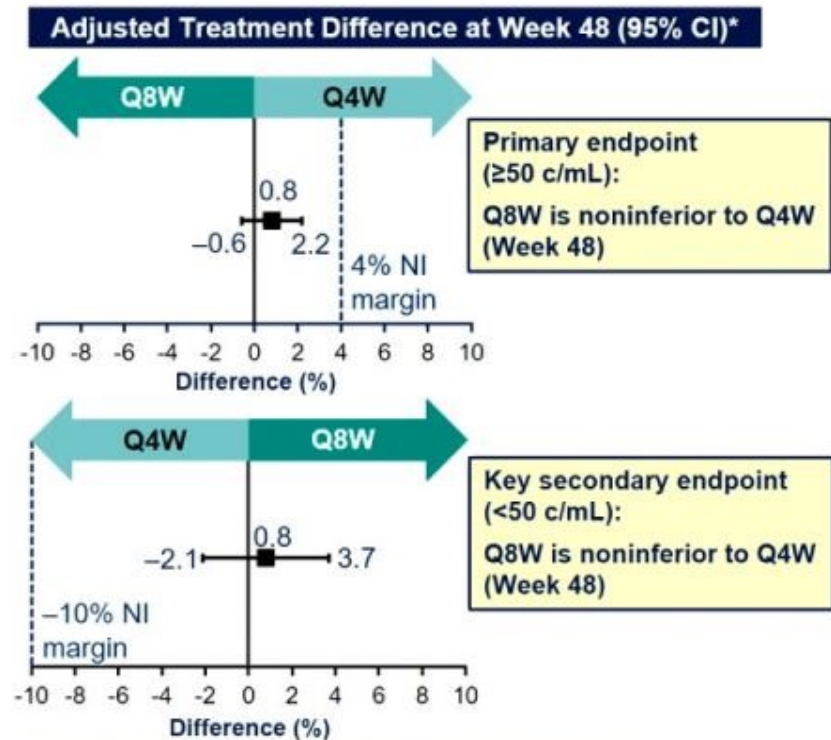 Adjusted Treatment Difference at Week 48 (95% CI)*
Q8W
Q4W
0.8
–0.6
2.2
4% NI
margin
-10 -8 -6 -4 -2 0 2 4 6 8 10
Difference (%)
Primary endpoint
(≥50 c/mL):
Q8W is noninferior to Q4W
(Week 48)
Q4W
Q8W
0.8
–2.1
3.7
–10% NI
margin
-10 -8 -6 -4 -2 0 2 4 6 8 10
Difference (%)
Key secondary endpoint
(<50 c/mL):
Q8W is noninferior to Q4W
(Week 48)